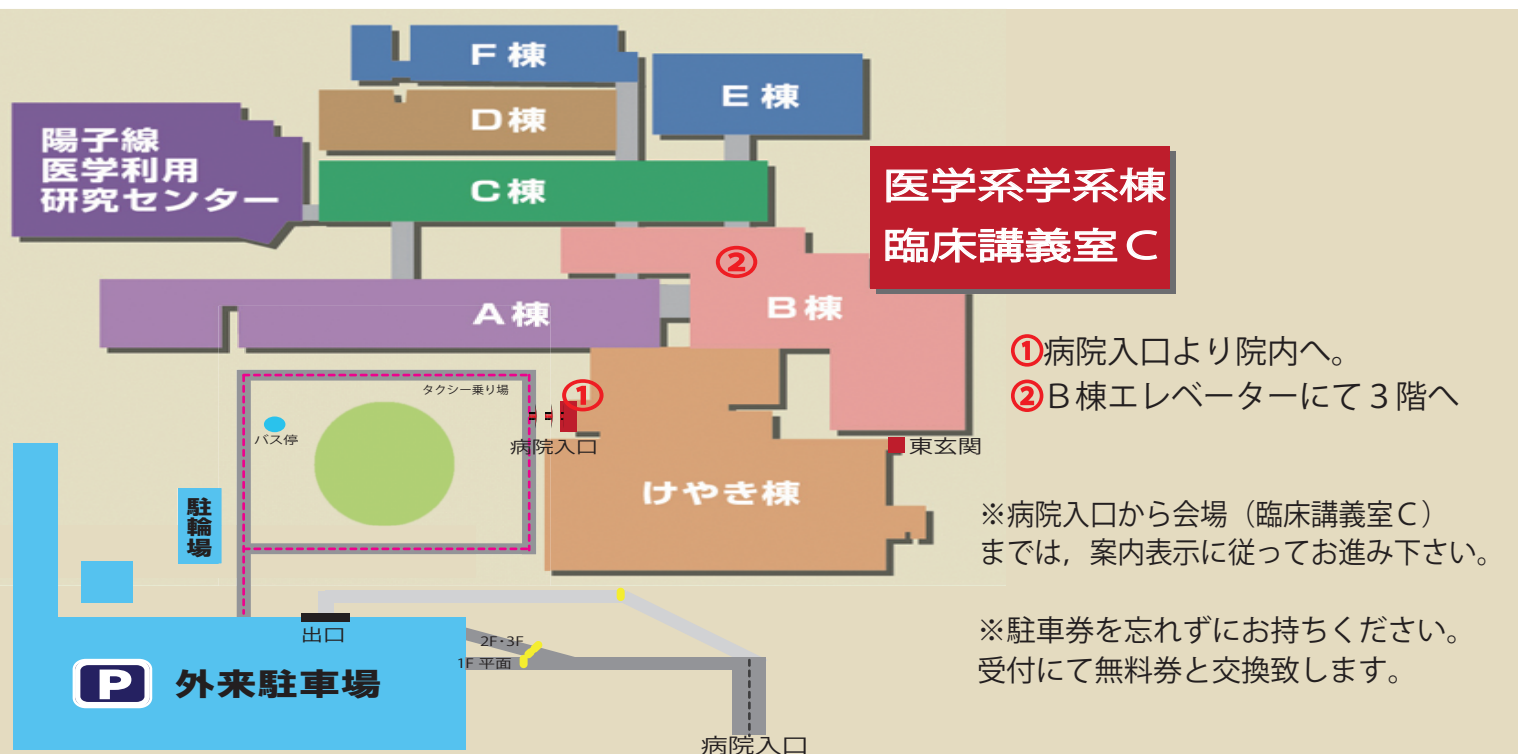 F棟
E棟
D棟
陽子線
医学利用
研究センター
C棟
医学系学系棟
臨床講義室C
②
B棟
A棟
①病院入口より院内へ。
②B棟エレベーターにて3階へ
タクシー乗り場
①
バス停
病院入口
東玄関
けやき棟
駐輪場
※病院入口から会場（臨床講義室C）
までは，案内表示に従ってお進み下さい。
出口
2F・3F
1F 平面
※駐車券を忘れずにお持ちください。
受付にて無料券と交換致します。
P 外来駐車場
病院入口